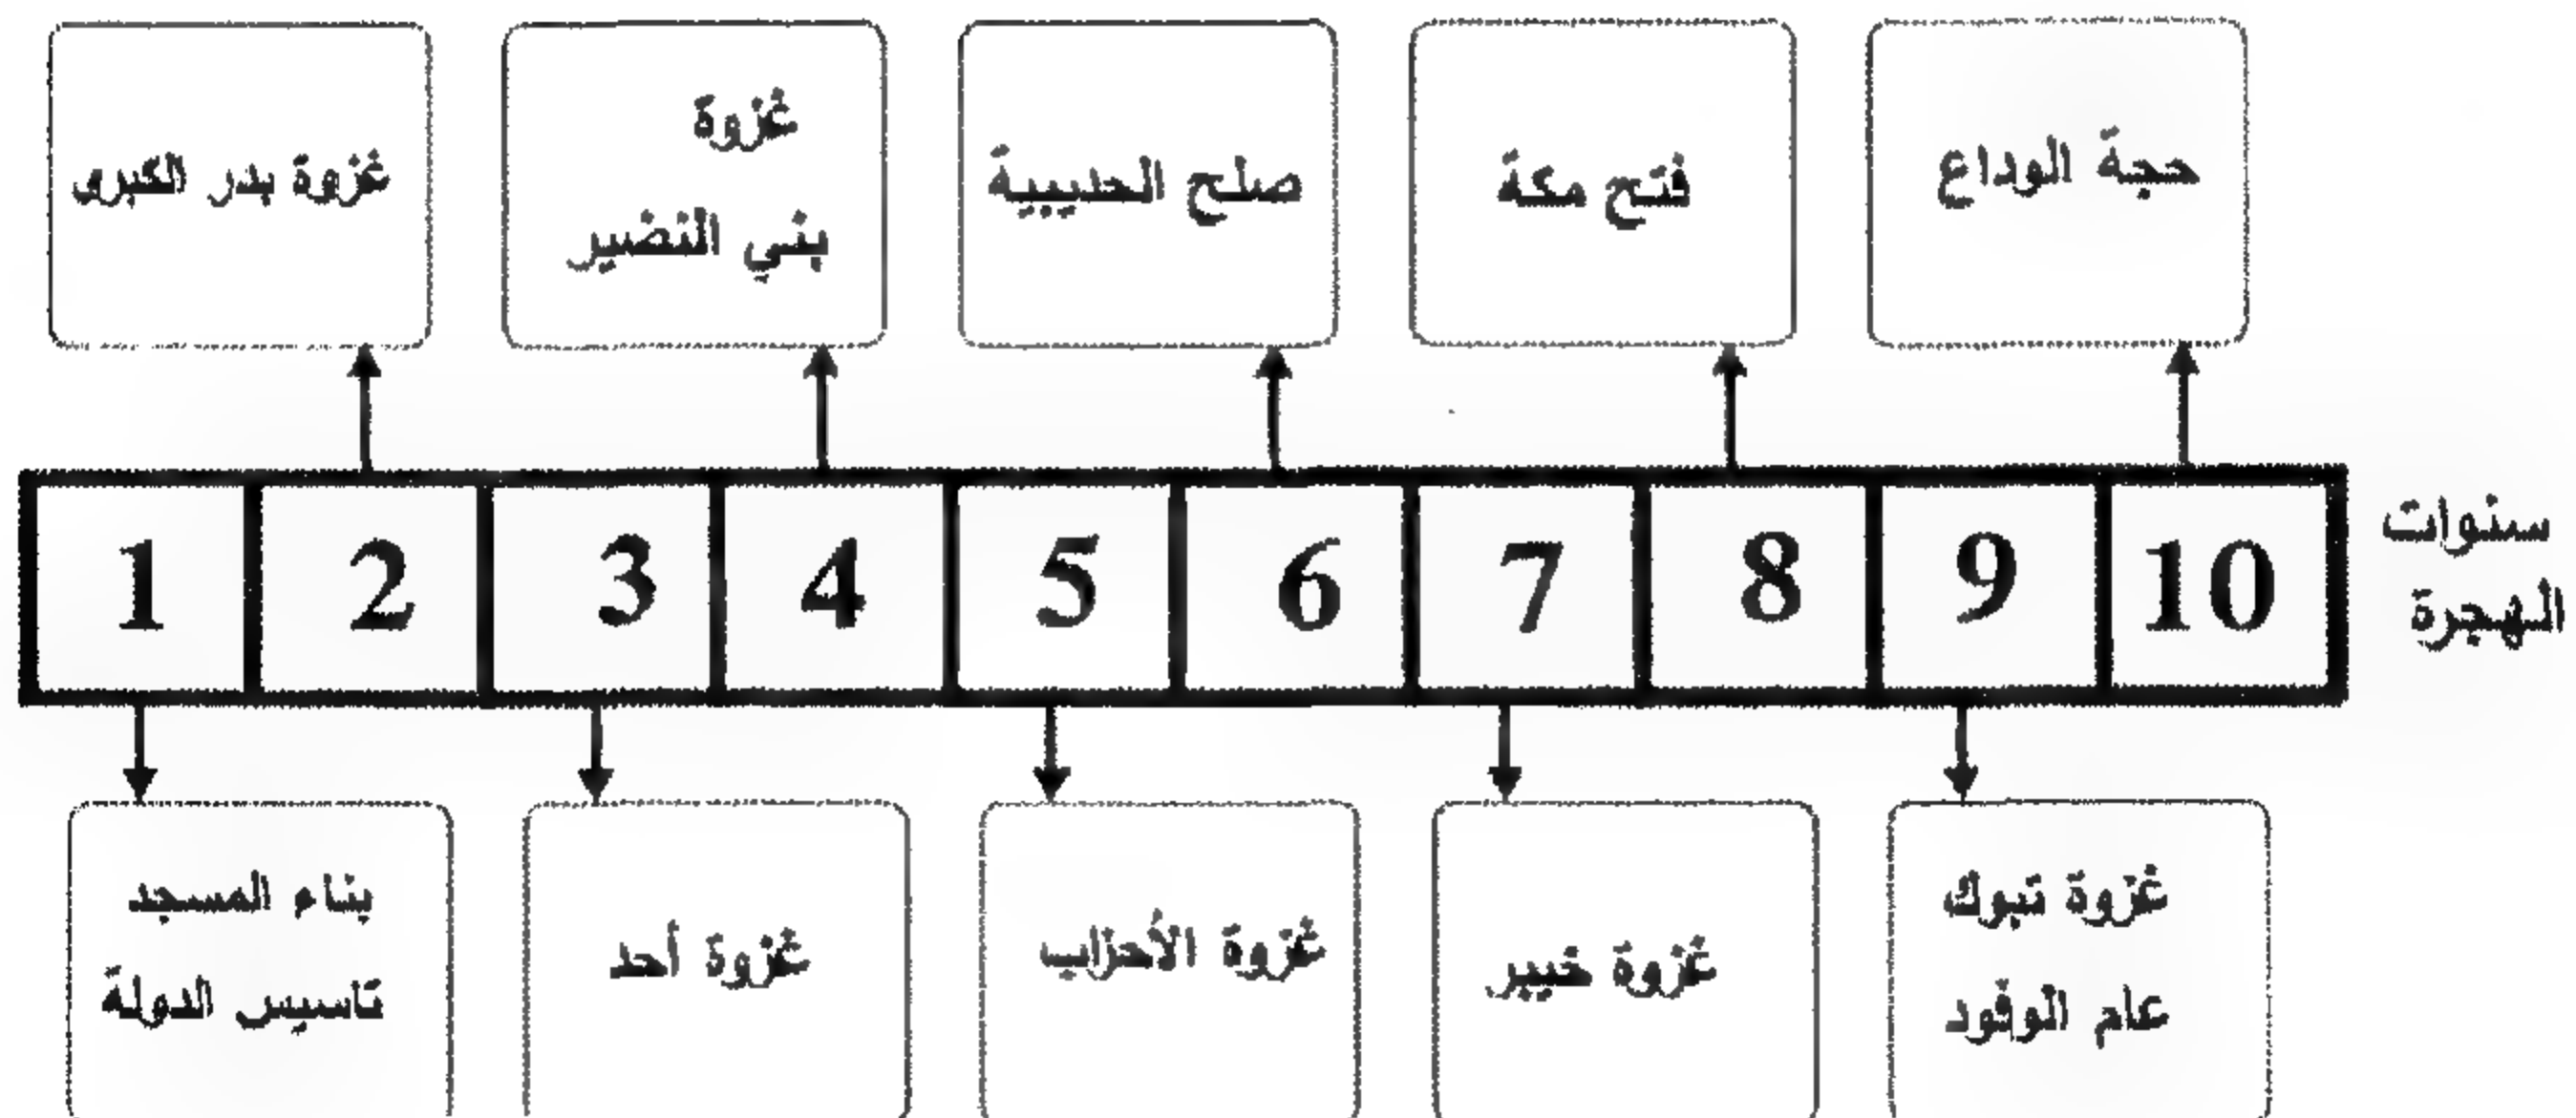 غزوة بدر الكبرى
غزوة
بني النضير
صلح الحديبية
فتح مكة
حجة الوداع
1 2 3 4 5 6 7 8 9 10
سنوات
الهجرة
بناء المسجد
تاسيس الدولة
غزوة أحد
غزوة الأحزاب
غزوة خيبر
غزوة تبوك
عام الوفود